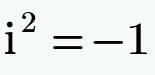 i² = −1